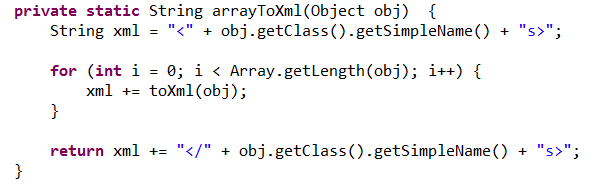 private static String arrayToXml(Object obj)  {
    String xml = "<" + obj.getClass().getSimpleName() + "s>";

    for (int i = 0; i < Array.getLength(obj); i++) {
        xml += toXml(obj);
    }

    return xml += "</" + obj.getClass().getSimpleName() + "s>";
}